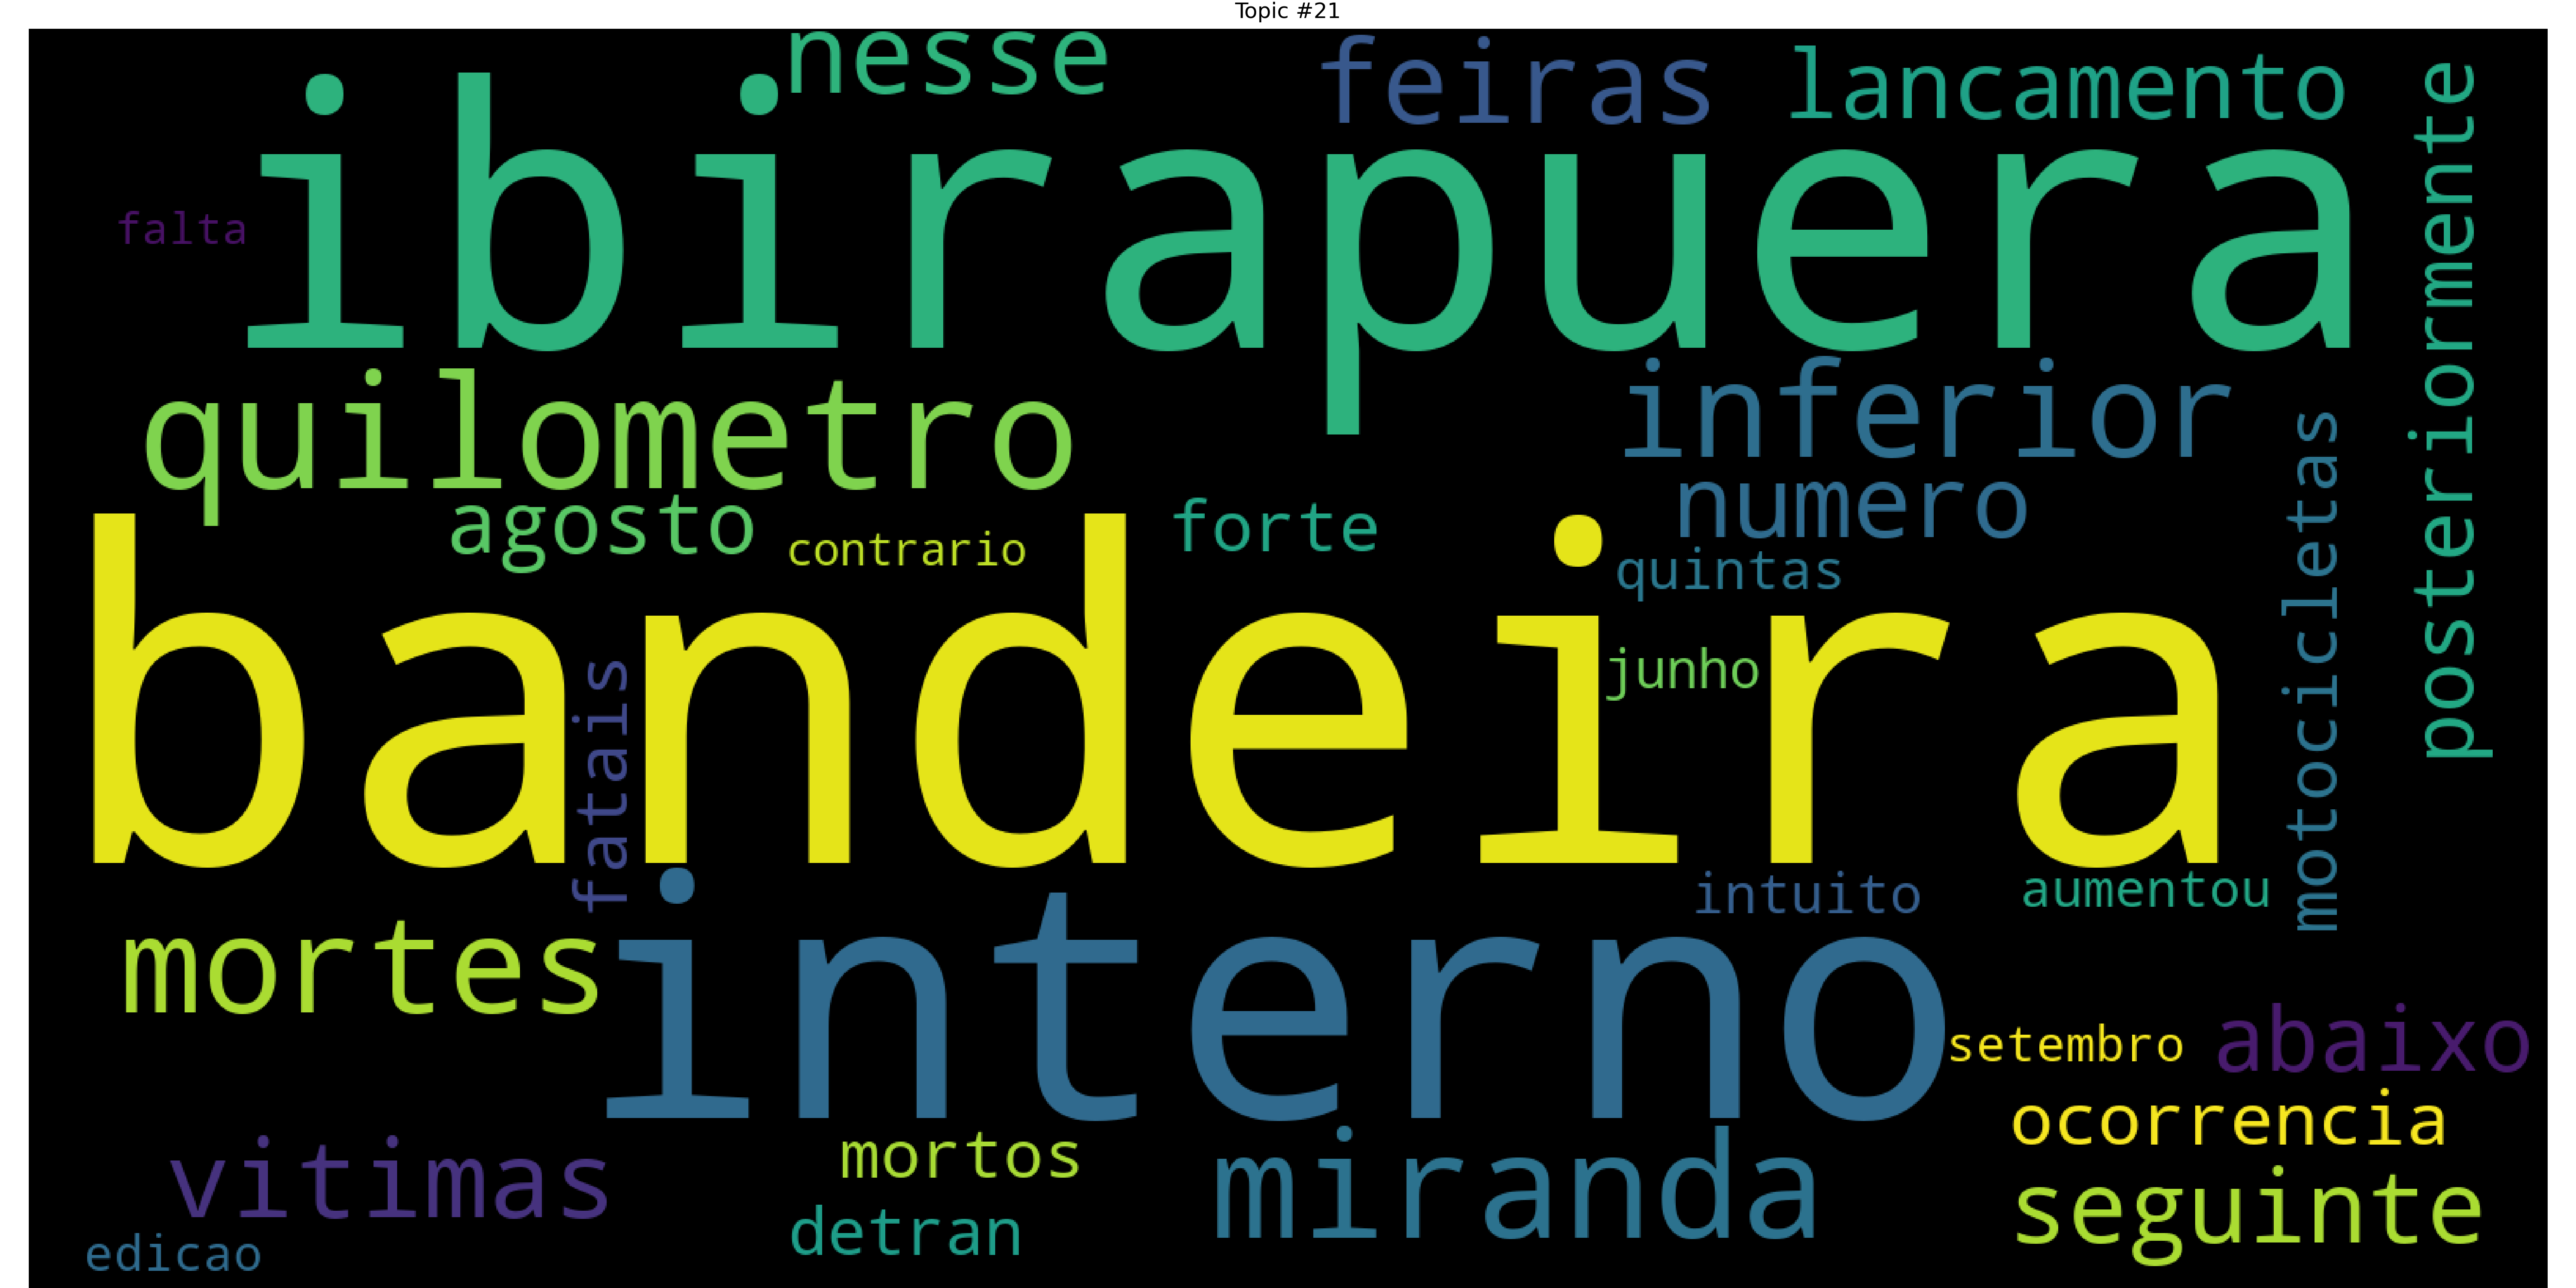 Topic #21
nesse
feiras
lancamento
posteriormente
ibirapuera
falta
quilometro
inferior
agosto
contrario
forte
numero
quintas
motocicletas
bandeira
junho
fatais
intuito
aumentou
mortes
interno
setembro
abaixo
ocorrencia
vitimas
mortos
miranda
seguinte
detran
edicao